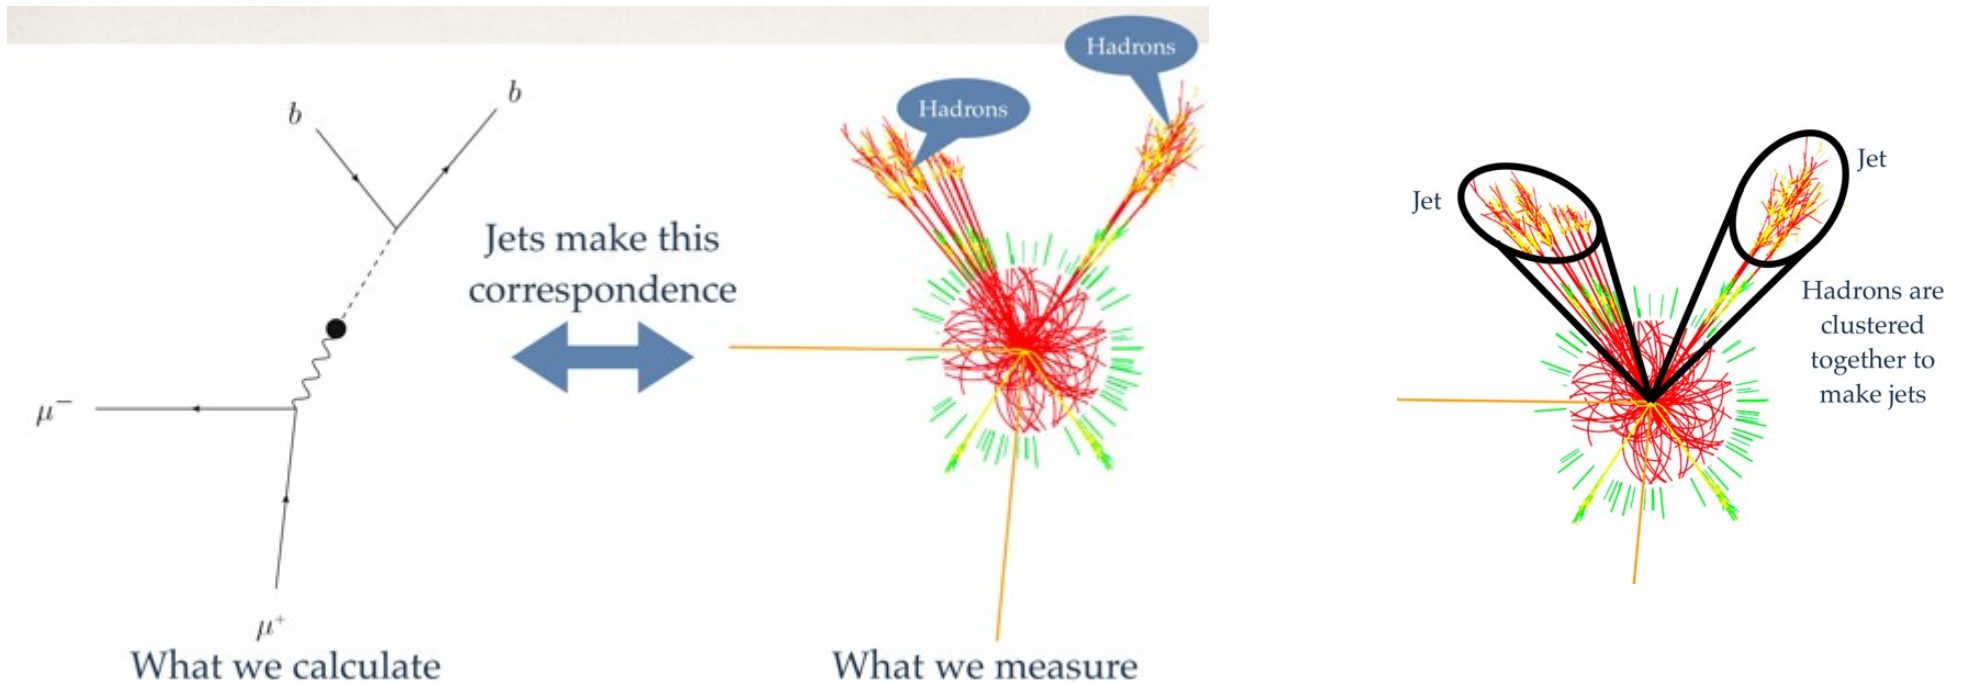 b
b
Hadrons
Hadrons
Jets make this
correspondence
μ⁻
μ⁺
What we calculate
What we measure
Jet
Jet
Hadrons are
clustered
together to
make jets